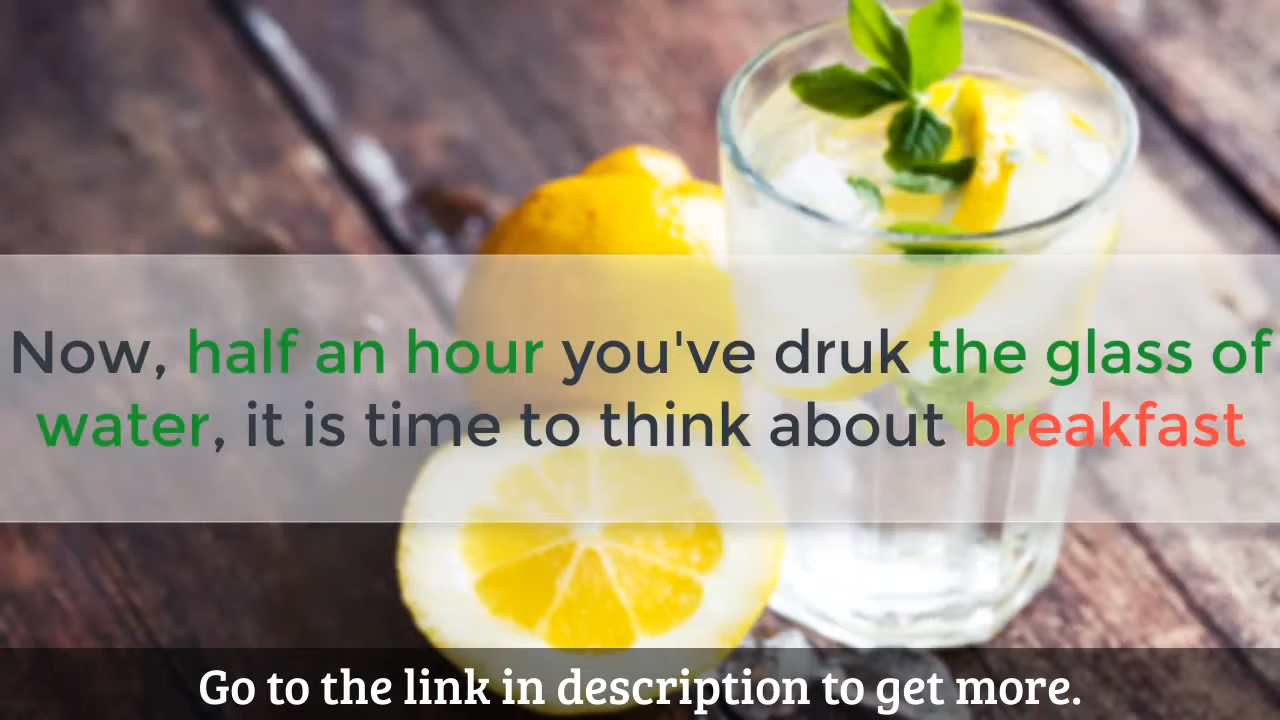 Now, half an hour you've druk the glass of
water, it is time to think about breakfast
Go to the link in description to get more.